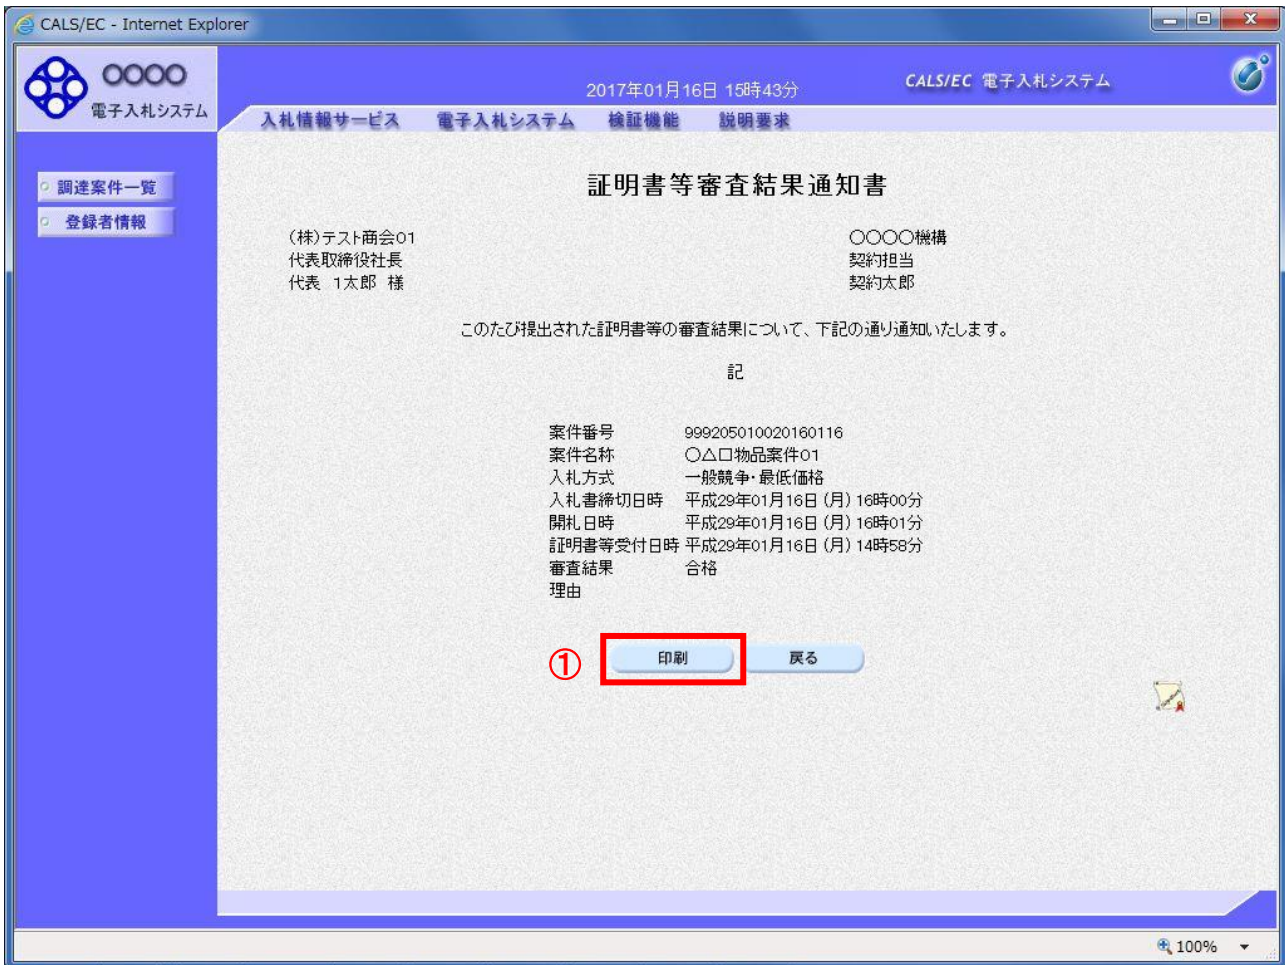 CALS/EC - Internet Explorer
○○○○
電子入札システム
2017年01月16日 15時43分
CALS/EC 電子入札システム
入札情報サービス 電子入札システム 検証機能 説明要求
調達案件一覧
登録者情報
証明書等審査結果通知書
(株)テスト商会01
代表取締役社長
代表 1太郎 様
○○○○機構
契約担当
契約太郎
このたび提出された証明書等の審査結果について、下記の通り通知いたします。
記
案件番号 999205010020160116
案件名称 ○△口物品案件01
入札方式 一般競争・最低価格
入札書締切日時 平成29年01月16日(月)16時00分
開札日時 平成29年01月16日(月)16時01分
証明書等受付日時 平成29年01月16日(月)14時58分
審査結果 合格
理由
① 印刷 戻る
100%